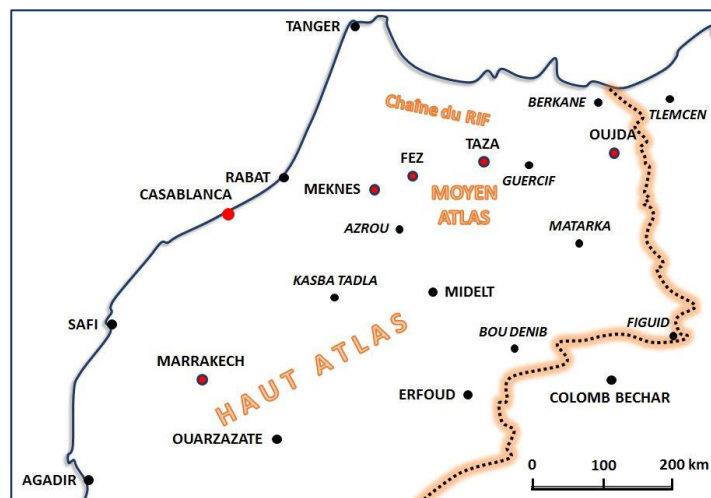 TANGER
Chaîne du RIF
BERKANE
TLEMCEN
OUJDA
TAZA
FEZ
GUERCIF
RABAT
MEKNES
MOYEN
ATLAS
CASABLANCA
AZROU
MATARKA
KASBA TADLA
MIDELT
SAFI
FIGUID
BOU DENIB
HAUT ATLAS
MARRAKECH
ERFOUD
COLOMB BECHAR
OUARZAZATE
AGADIR
0 100 200 km